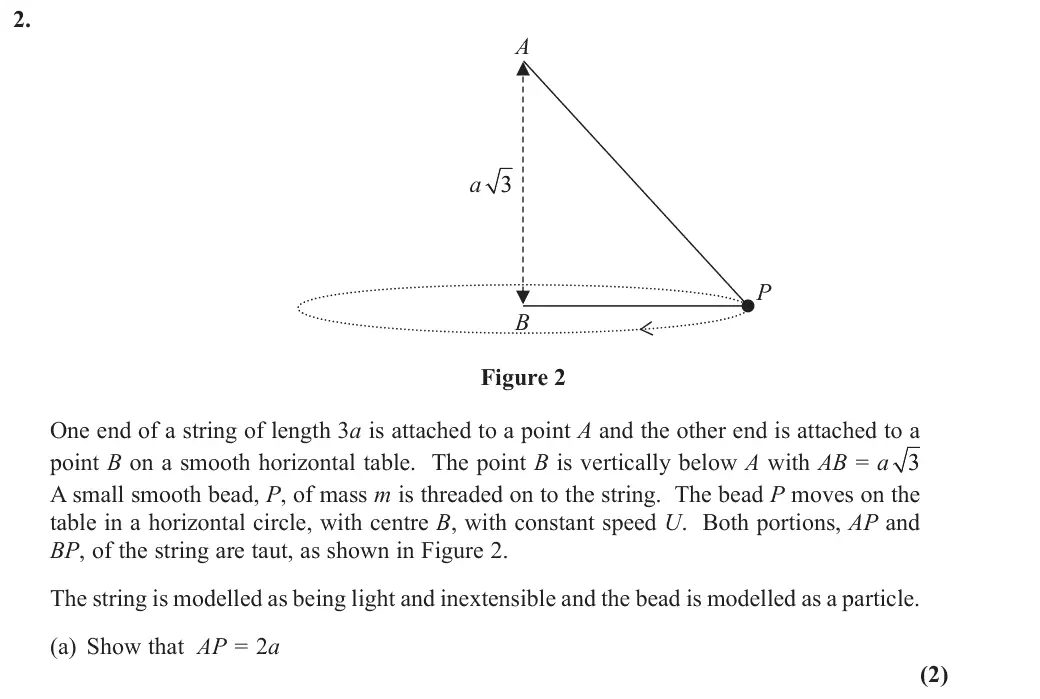 2.
A
a√3
P
B
Figure 2
One end of a string of length 3a is attached to a point A and the other end is attached to a
point B on a smooth horizontal table. The point B is vertically below A with AB = a√3
A small smooth bead, P, of mass m is threaded on to the string. The bead P moves on the
table in a horizontal circle, with centre B, with constant speed U. Both portions, AP and
BP, of the string are taut, as shown in Figure 2.
The string is modelled as being light and inextensible and the bead is modelled as a particle.
(a) Show that AP = 2a
(2)